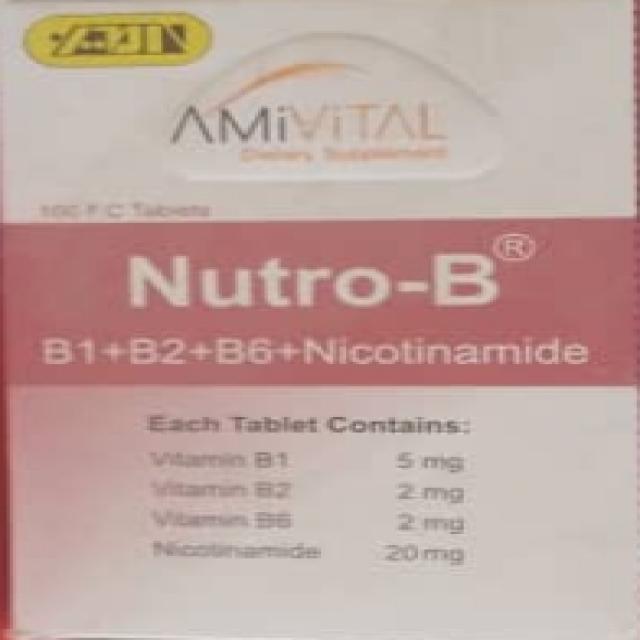 AMiViTAL
Dietary Supplement
100 F.C Tablets
Nutro-B®
B1+B2+B6+Nicotinamide
Each Tablet Contains:
Vitamin B1 5 mg
Vitamin B2 2 mg
Vitamin B6 2 mg
Nicotinamide 20 mg